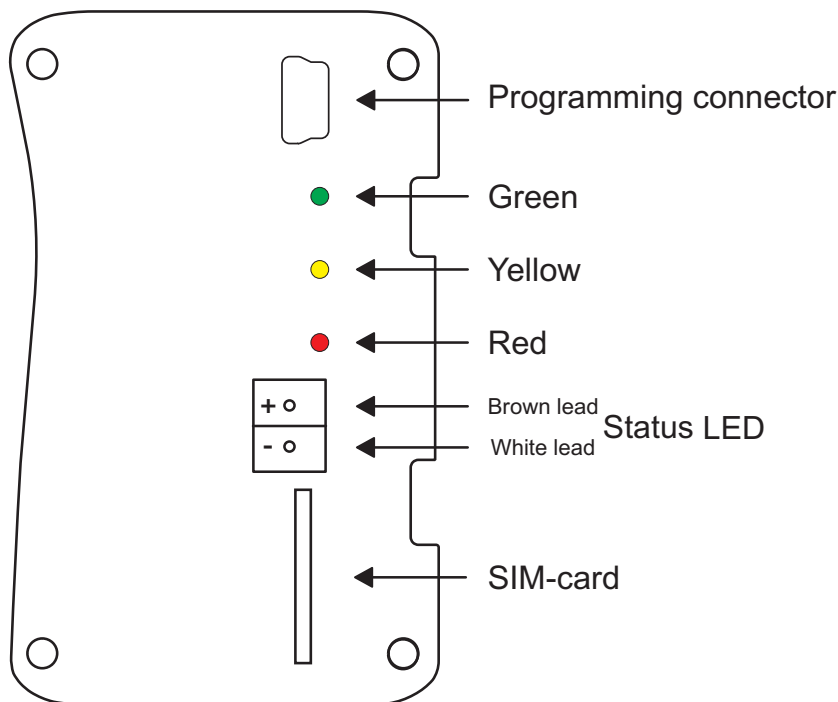 Programming connector
Green
Yellow
Red
+
Brown lead
Status LED
-
White lead
SIM-card